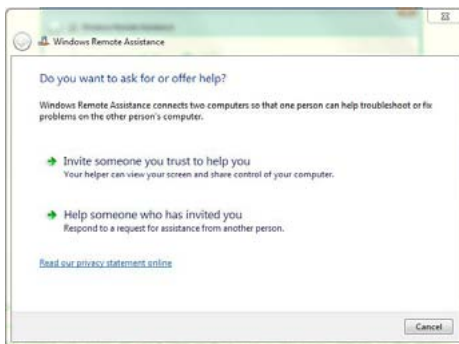 Windows Remote Assistance
Do you want to ask for or offer help?
Windows Remote Assistance connects two computers so that one person can help troubleshoot or fix
problems on the other person's computer.
Invite someone you trust to help you
Your helper can view your screen and share control of your computer.
Help someone who has invited you
Respond to a request for assistance from another person.
Read our privacy statement online
Cancel